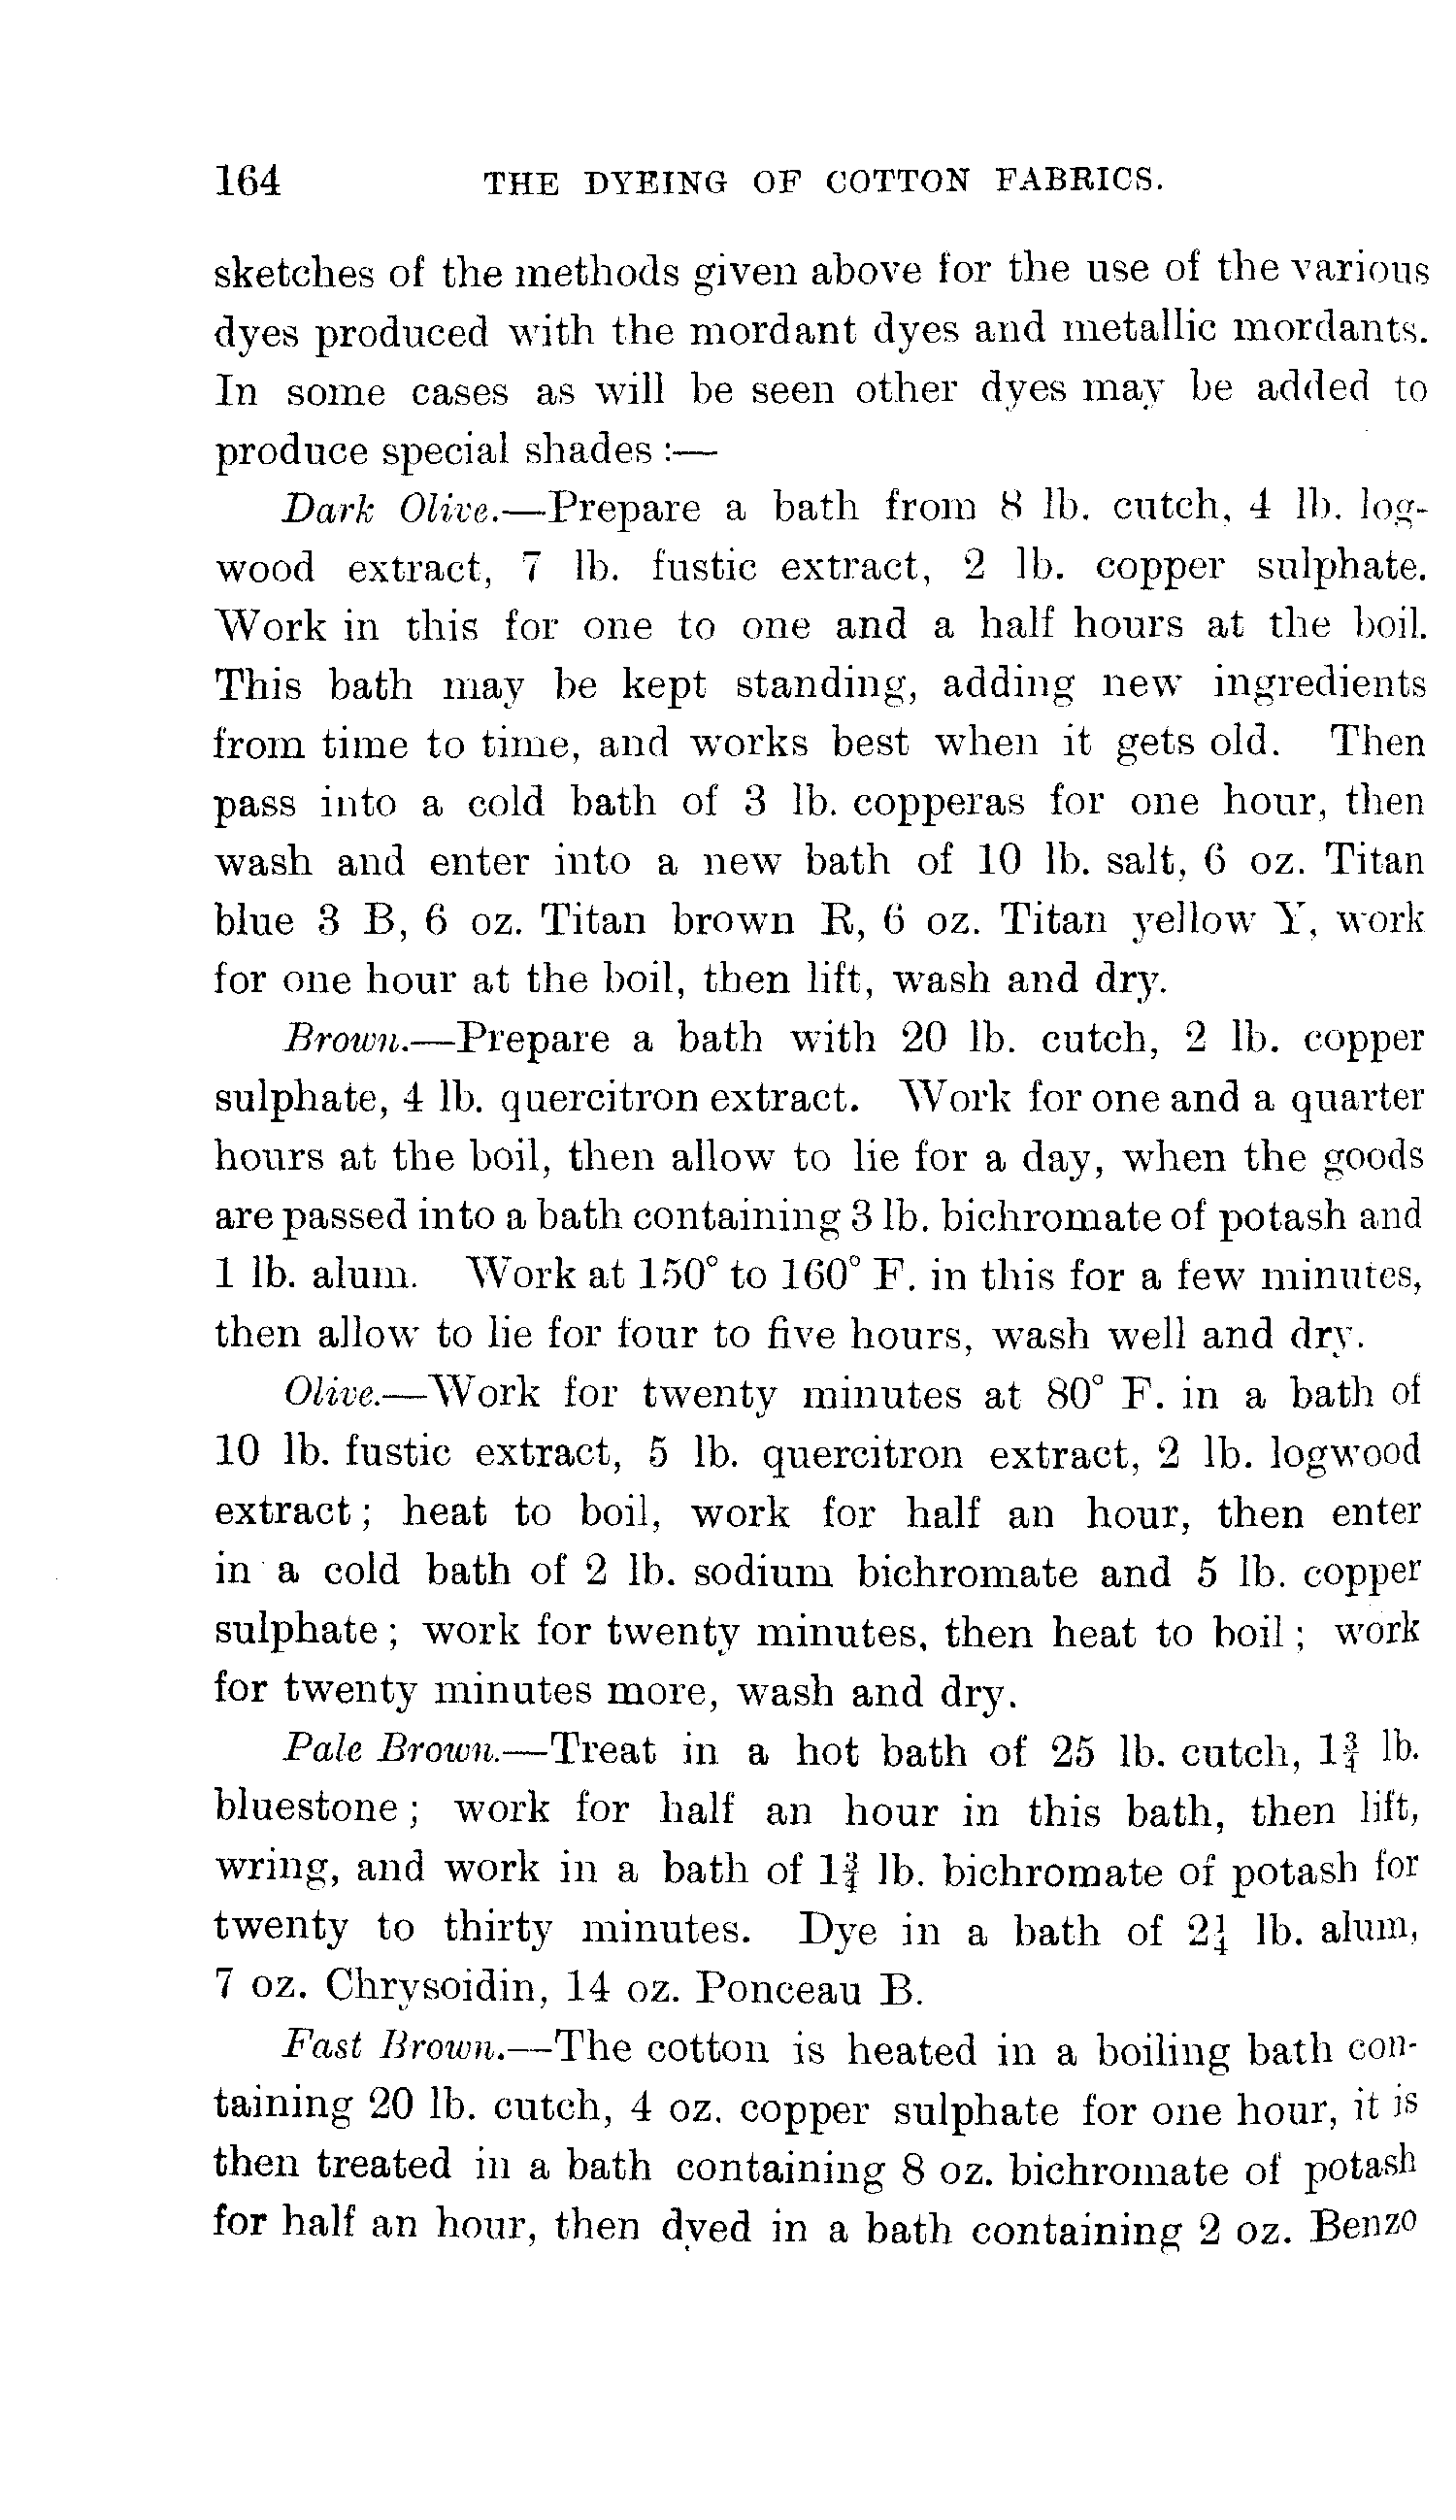 164 THE DYEING OF COTTON FABRICS.
sketches of the methods given above for the use of the various
dyes produced with the mordant dyes and metallic mordants.
In some cases as will be seen other dyes may be added to
produce special shades :—
Dark Olive.—Prepare a bath from 8 lb. cutch, 4 lb. log-
wood extract, 7 lb. fustic extract, 2 lb. copper sulphate.
Work in this for one to one and a half hours at the boil.
This bath may be kept standing, adding new ingredients
from time to time, and works best when it gets old. Then
pass into a cold bath of 3 lb. copperas for one hour, then
wash and enter into a new bath of 10 lb. salt, 6 oz. Titan
blue 3 B, 6 oz. Titan brown R, 6 oz. Titan yellow Y, work
for one hour at the boil, then lift, wash and dry.
Brown.—Prepare a bath with 20 lb. cutch, 2 lb. copper
sulphate, 4 lb. quercitron extract. Work for one and a quarter
hours at the boil, then allow to lie for a day, when the goods
are passed into a bath containing 3 lb. bichromate of potash and
1 lb. alum. Work at 150° to 160° F. in this for a few minutes,
then allow to lie for four to five hours, wash well and dry.
Olive.—Work for twenty minutes at 80° F. in a bath of
10 lb. fustic extract, 5 lb. quercitron extract, 2 lb. logwood
extract; heat to boil, work for half an hour, then enter
in a cold bath of 2 lb. sodium bichromate and 5 lb. copper
sulphate; work for twenty minutes, then heat to boil; work
for twenty minutes more, wash and dry.
Pale Brown.—Treat in a hot bath of 25 lb. cutch, 1¾ lb.
bluestone; work for half an hour in this bath, then lift,
wring, and work in a bath of 1¾ lb. bichromate of potash for
twenty to thirty minutes. Dye in a bath of 2¼ lb. alum,
7 oz. Chrysoidin, 14 oz. Ponceau B.
Fast Brown.—The cotton is heated in a boiling bath con-
taining 20 lb. cutch, 4 oz. copper sulphate for one hour, it is
then treated in a bath containing 8 oz. bichromate of potash
for half an hour, then dyed in a bath containing 2 oz. Benzo